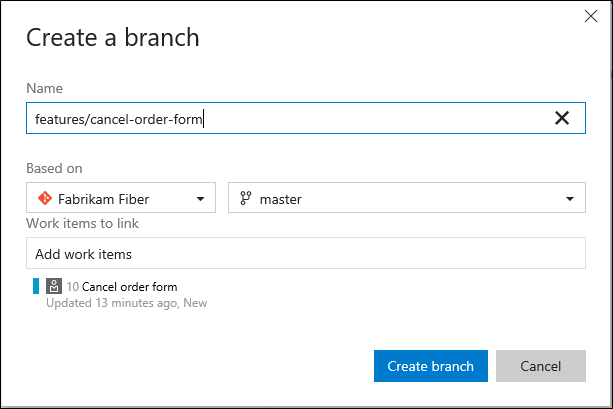 Create a branch
Name
features/cancel-order-form
Based on
Fabrikam Fiber
master
Work items to link
Add work items
10 Cancel order form
Updated 13 minutes ago, New
Create branch
Cancel